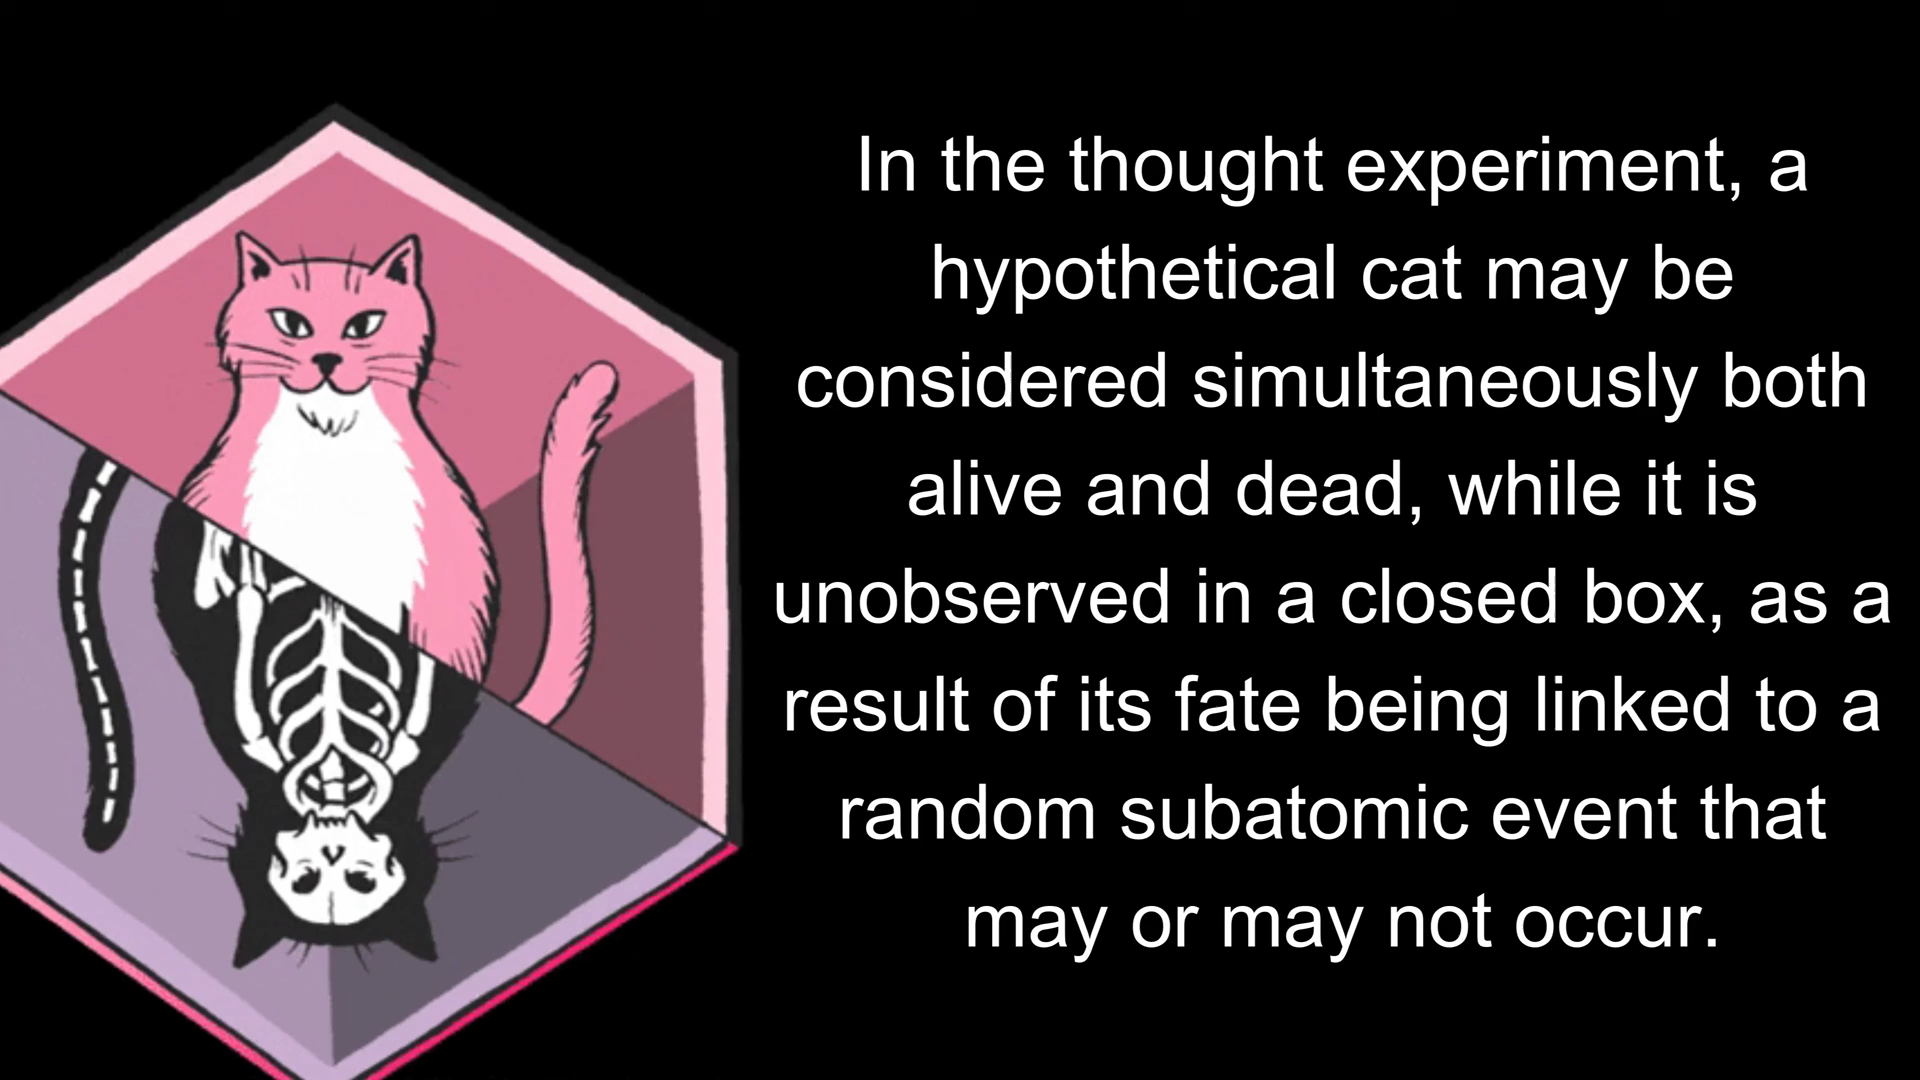 In the thought experiment, a
hypothetical cat may be
considered simultaneously both
alive and dead, while it is
unobserved in a closed box, as a
result of its fate being linked to a
random subatomic event that
may or may not occur.